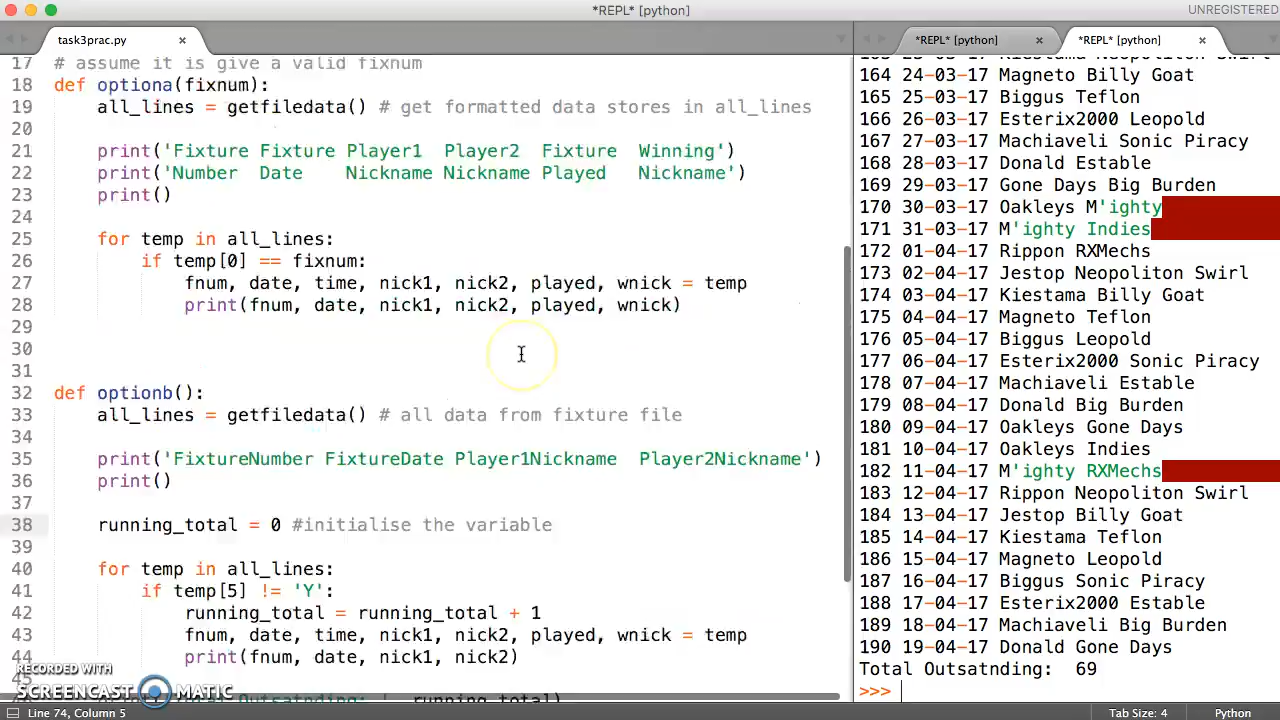 *REPL* [python]
UNREGISTERED
task3prac.py
*REPL* [python]
*REPL* [python]
17 # assume it is give a valid fixnum
18 def optiona(fixnum):
19 all_lines = getfiledata() # get formatted data stores in all_lines
20
21 print('Fixture Fixture Player1 Player2 Fixture Winning')
22 print('Number Date Nickname Nickname Played Nickname')
23 print()
24
25 for temp in all_lines:
26 if temp[0] == fixnum:
27 fnum, date, time, nick1, nick2, played, wnick = temp
28 print(fnum, date, nick1, nick2, played, wnick)
29
30
31
32 def optionb():
33 all_lines = getfiledata() # all data from fixture file
34
35 print('FixtureNumber FixtureDate Player1Nickname Player2Nickname')
36 print()
37
38 running_total = 0 #initialise the variable
39
40 for temp in all_lines:
41 if temp[5] != 'Y':
42 running_total = running_total + 1
43 fnum, date, time, nick1, nick2, played, wnick = temp
44 print(fnum, date, nick1, nick2)
45
164 24-03-17 Magneto Billy Goat
165 25-03-17 Biggus Teflon
166 26-03-17 Esterix2000 Leopold
167 27-03-17 Machiaveli Sonic Piracy
168 28-03-17 Donald Estable
169 29-03-17 Gone Days Big Burden
170 30-03-17 Oakleys M'ighty
171 31-03-17 M'ighty Indies
172 01-04-17 Rippon RXMechs
173 02-04-17 Jestop Neopoliton Swirl
174 03-04-17 Kiestama Billy Goat
175 04-04-17 Magneto Teflon
176 05-04-17 Biggus Leopold
177 06-04-17 Esterix2000 Sonic Piracy
178 07-04-17 Machiaveli Estable
179 08-04-17 Donald Big Burden
180 09-04-17 Oakleys Gone Days
181 10-04-17 Oakleys Indies
182 11-04-17 M'ighty RXMechs
183 12-04-17 Rippon Neopoliton Swirl
184 13-04-17 Jestop Billy Goat
185 14-04-17 Kiestama Teflon
186 15-04-17 Magneto Leopold
187 16-04-17 Biggus Sonic Piracy
188 17-04-17 Esterix2000 Estable
189 18-04-17 Machiaveli Big Burden
190 19-04-17 Donald Gone Days
Total Outsatnding: 69
>>>
RECORDED WITH
SCREENCAST MATIC
Line 74, Column 5
Tab Size: 4
Python